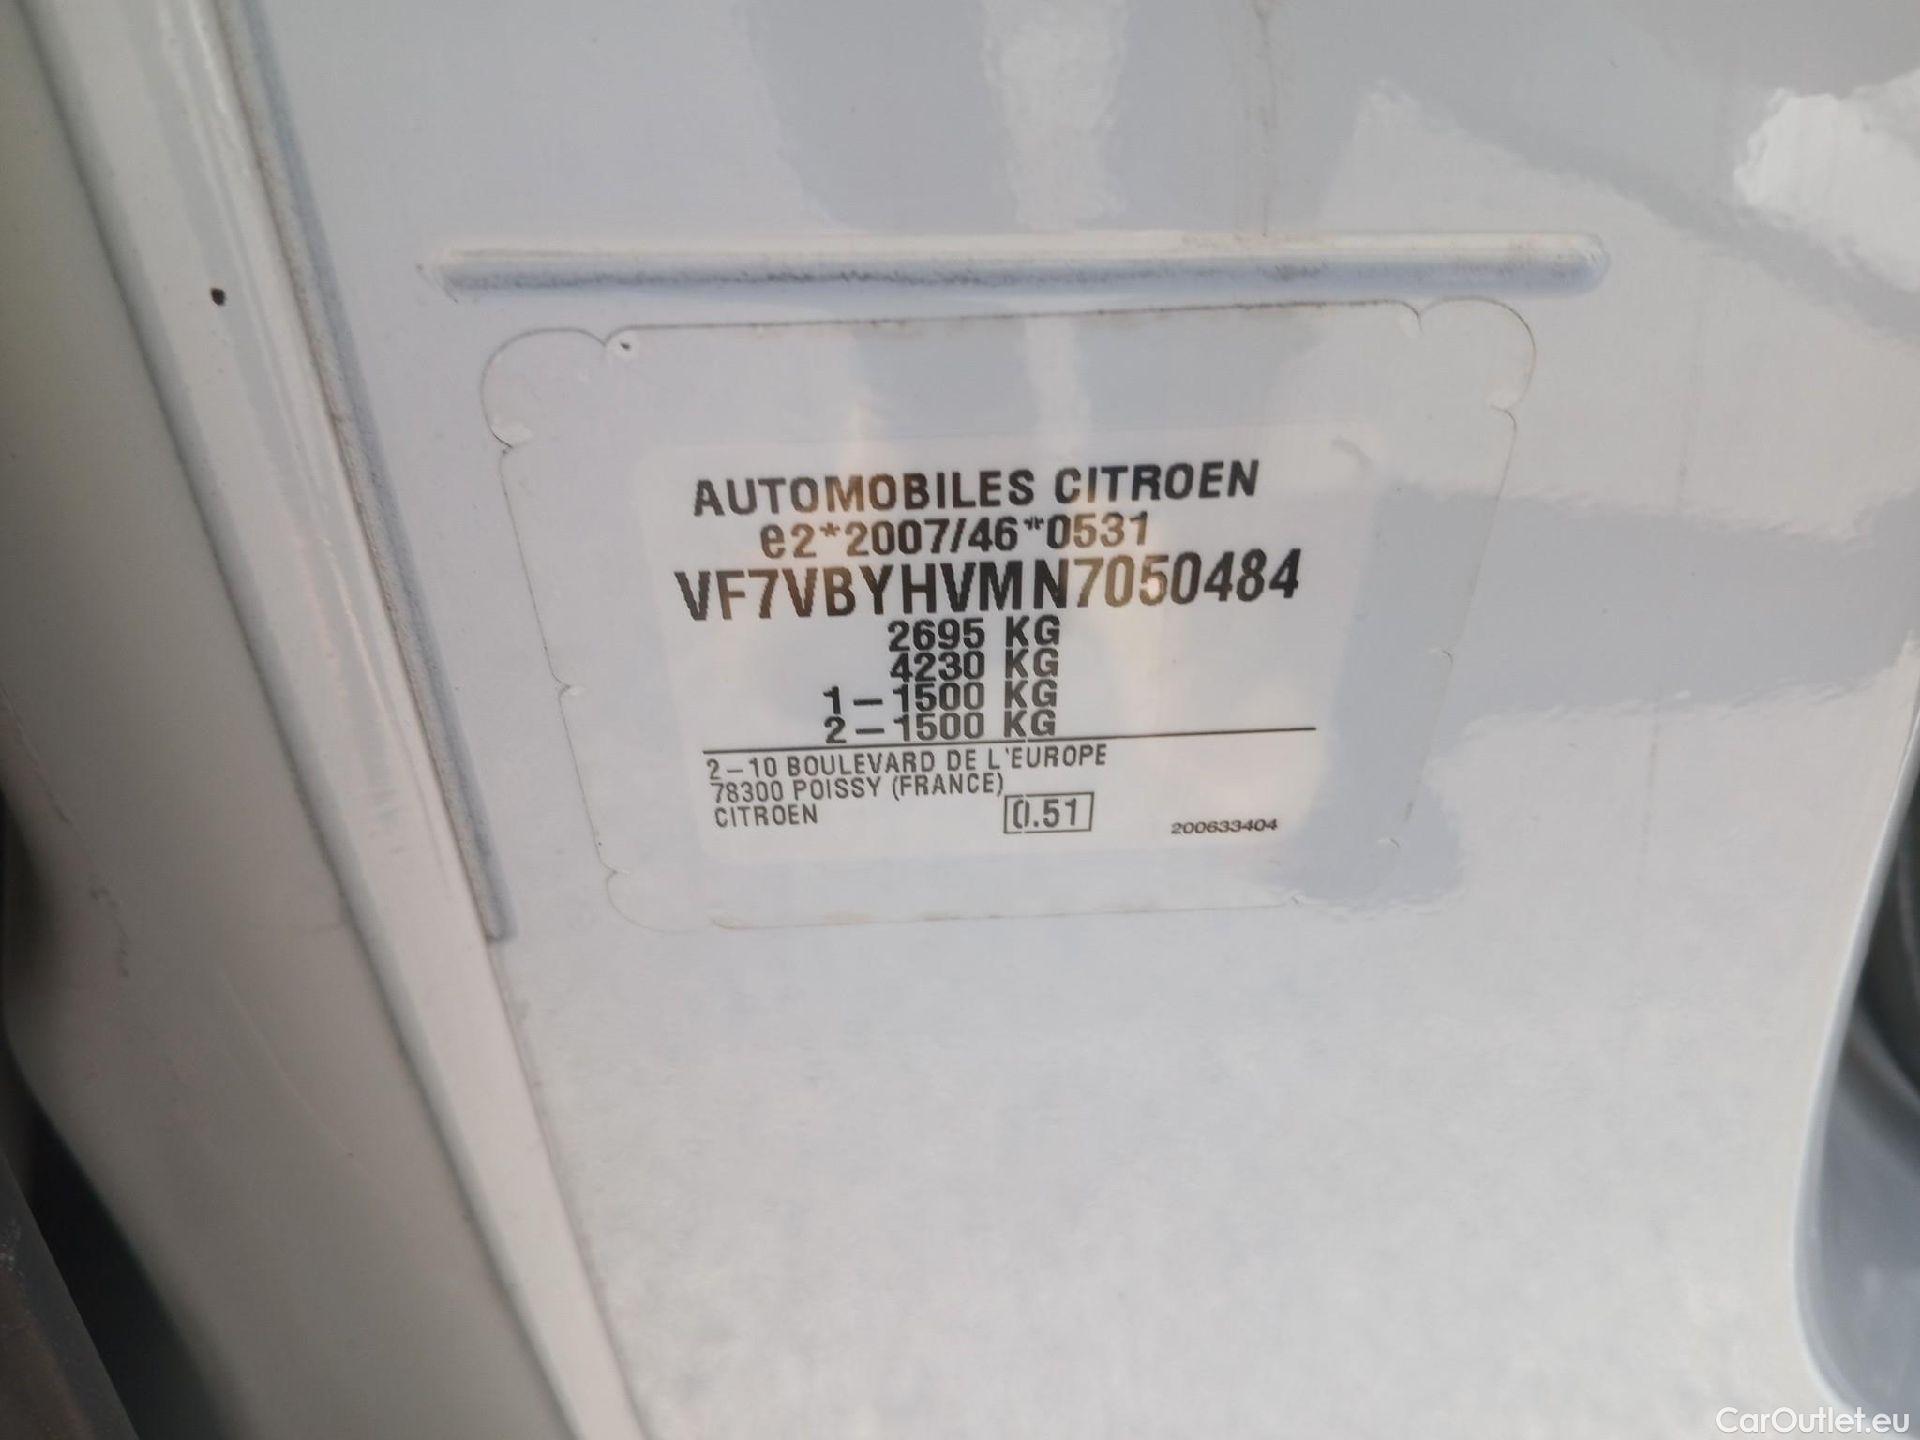 AUTOMOBILES CITROEN
e2*2007/46*0531
VF7VBYHVMN7050484
2695 KG
4230 KG
1–1500 KG
2–1500 KG
2–10 BOULEVARD DE L'EUROPE
78300 POISSY (FRANCE)
CITROEN
0.51
200633404
CarOutlet.eu